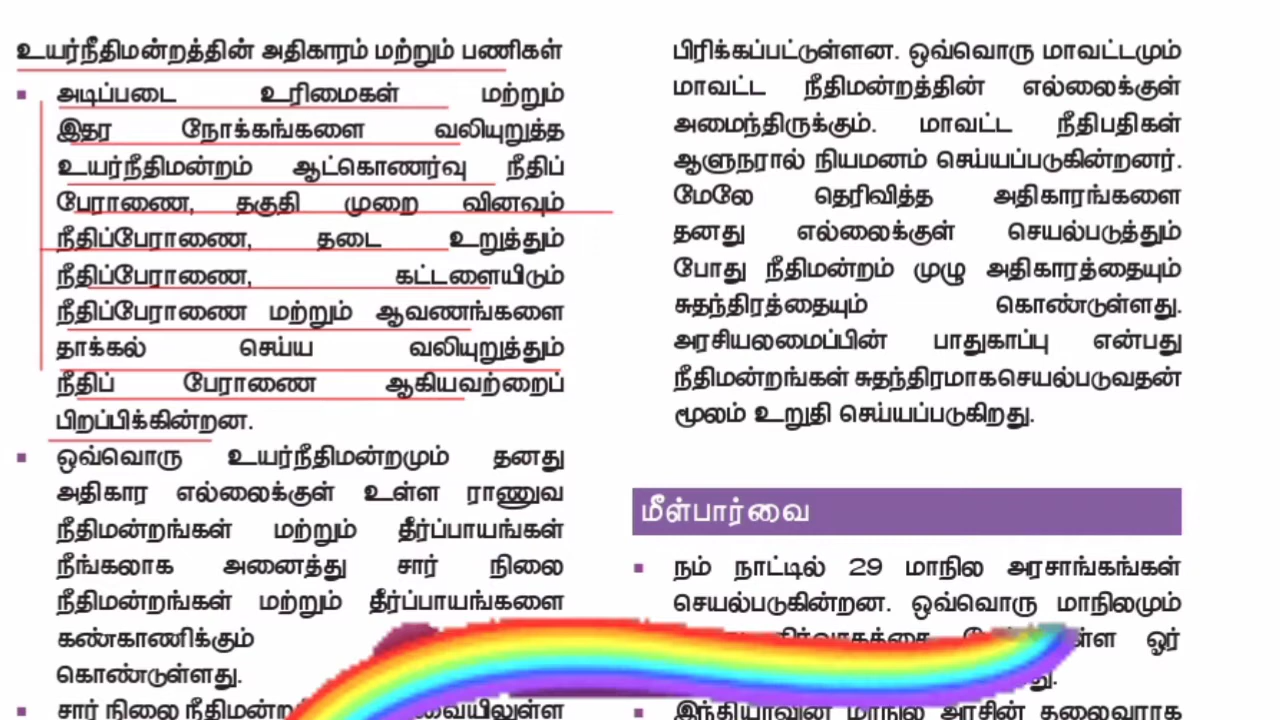 உயர்நீதிமன்றத்தின் அதிகாரம் மற்றும் பணிகள்
▪ அடிப்படை உரிமைகள் மற்றும்
இதர நோக்கங்களை வலியுறுத்த
உயர்நீதிமன்றம் ஆட்கொணர்வு நீதிப்
பேராணை, தகுதி முறை வினவும்
நீதிப்பேராணை, தடை உறுத்தும்
நீதிப்பேராணை, கட்டளையிடும்
நீதிப்பேராணை மற்றும் ஆவணங்களை
தாக்கல் செய்ய வலியுறுத்தும்
நீதிப் பேராணை ஆகியவற்றைப்
பிறப்பிக்கின்றன.
▪ ஒவ்வொரு உயர்நீதிமன்றமும் தனது
அதிகார எல்லைக்குள் உள்ள ராணுவ
நீதிமன்றங்கள் மற்றும் தீர்ப்பாயங்கள்
நீங்கலாக அனைத்து சார் நிலை
நீதிமன்றங்கள் மற்றும் தீர்ப்பாயங்களை
கண்காணிக்கும்
கொண்டுள்ளது.
▪ சார் நிலை
பிரிக்கப்பட்டுள்ளன. ஒவ்வொரு மாவட்டமும்
மாவட்ட நீதிமன்றத்தின் எல்லைக்குள்
அமைந்திருக்கும். மாவட்ட நீதிபதிகள்
ஆளுநரால் நியமனம் செய்யப்படுகின்றனர்.
மேலே தெரிவித்த அதிகாரங்களை
தனது எல்லைக்குள் செயல்படுத்தும்
போது நீதிமன்றம் முழு அதிகாரத்தையும்
சுதந்திரத்தையும் கொண்டுள்ளது.
அரசியலமைப்பின் பாதுகாப்பு என்பது
நீதிமன்றங்கள் சுதந்திரமாகசெயல்படுவதன்
மூலம் உறுதி செய்யப்படுகிறது.
மீள்பார்வை
▪ நம் நாட்டில் 29 மாநில அரசாங்கங்கள்
செயல்படுகின்றன. ஒவ்வொரு மாநிலமும்
ஓர்
▪ இந்தியாவின் மாநில அரசின் தலைவராக